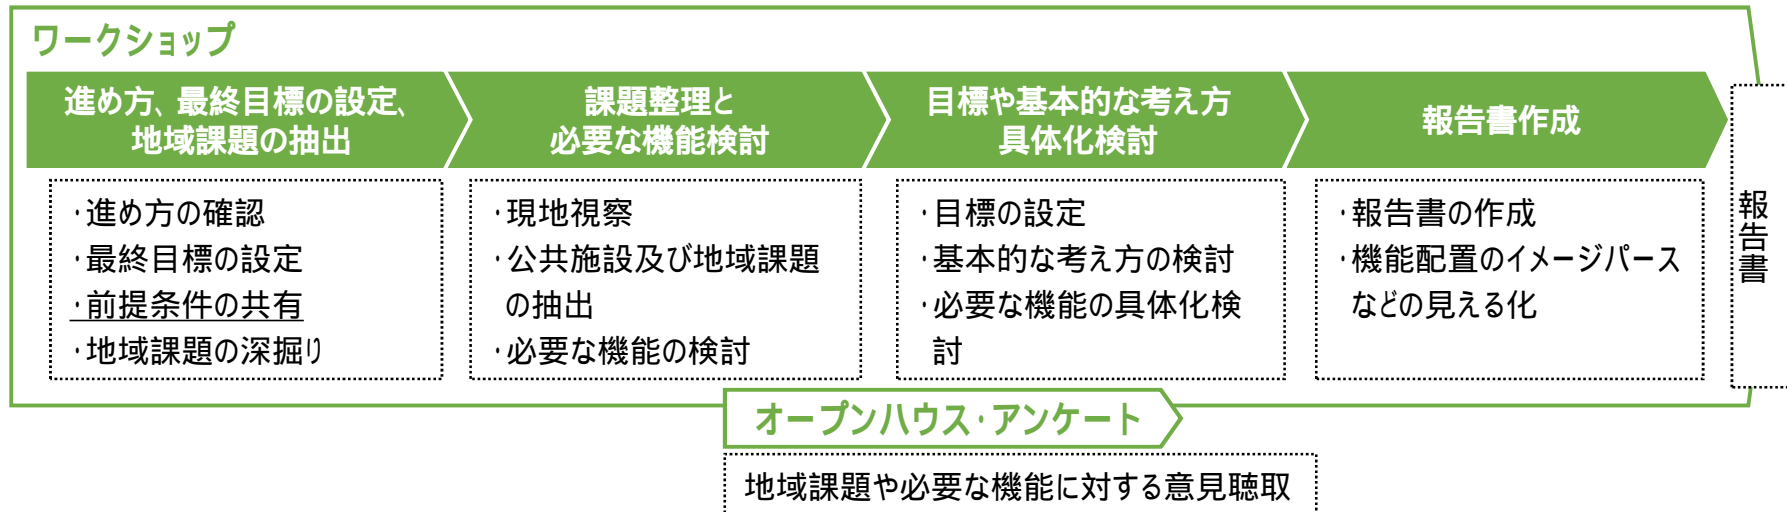 ワークショップ
進め方、最終目標の設定、
地域課題の抽出
課題整理と
必要な機能検討
目標や基本的な考え方
具体化検討
報告書作成
・進め方の確認
・最終目標の設定
・前提条件の共有
・地域課題の深掘り
・現地視察
・公共施設及び地域課題
の抽出
・必要な機能の検討
・目標の設定
・基本的な考え方の検討
・必要な機能の具体化検
討
・報告書の作成
・機能配置のイメージパース
などの見える化
報告書
オープンハウス・アンケート
地域課題や必要な機能に対する意見聴取